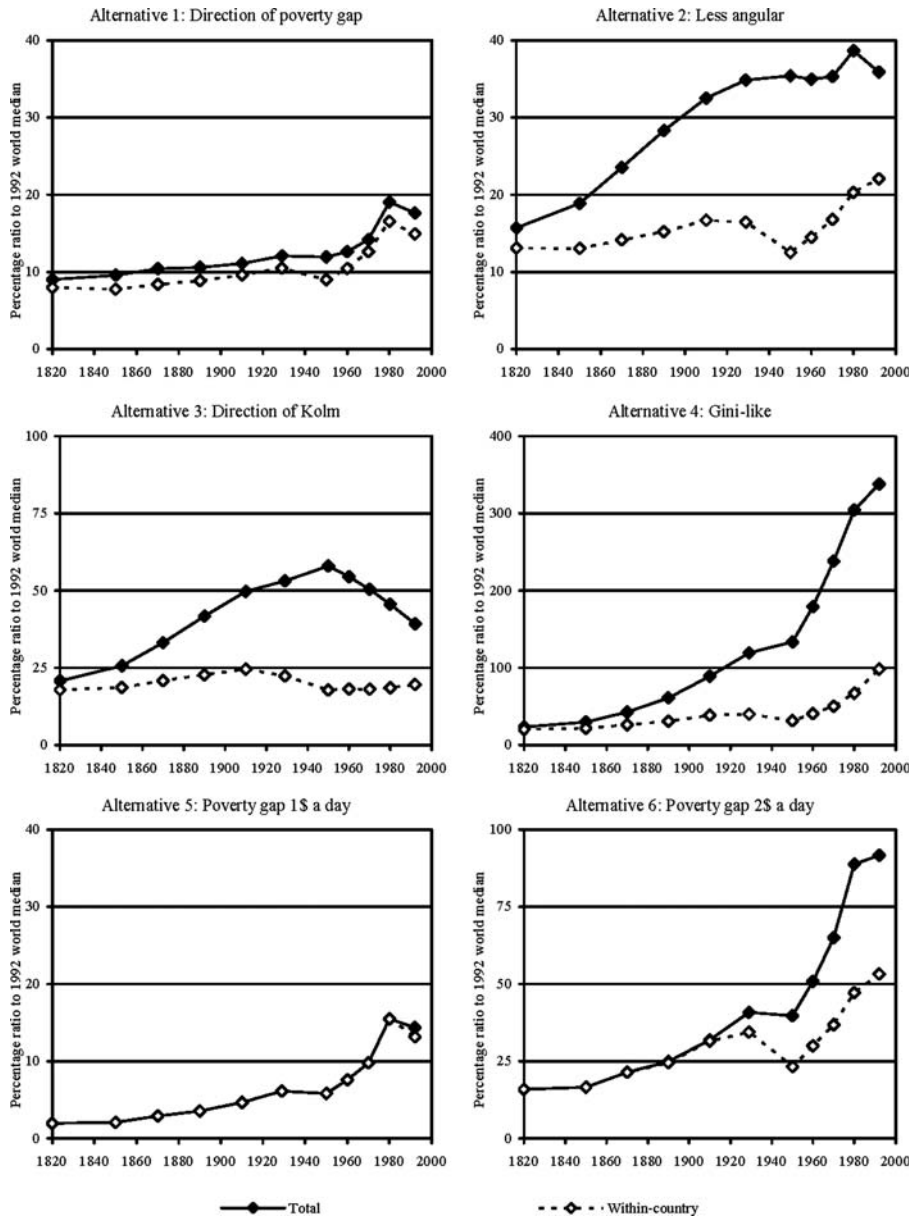 Alternative 1: Direction of poverty gap
Percentage ratio to 1992 world median
40
30
20
10
0
1820 1840 1860 1880 1900 1920 1940 1960 1980 2000
Alternative 2: Less angular
Percentage ratio to 1992 world median
40
30
20
10
0
1820 1840 1860 1880 1900 1920 1940 1960 1980 2000
Alternative 3: Direction of Kolm
Percentage ratio to 1992 world median
100
75
50
25
0
1820 1840 1860 1880 1900 1920 1940 1960 1980 2000
Alternative 4: Gini-like
Percentage ratio to 1992 world median
400
300
200
100
0
1820 1840 1860 1880 1900 1920 1940 1960 1980 2000
Alternative 5: Poverty gap 1$ a day
Percentage ratio to 1992 world median
40
30
20
10
0
1820 1840 1860 1880 1900 1920 1940 1960 1980 2000
Alternative 6: Poverty gap 2$ a day
Percentage ratio to 1992 world median
100
75
50
25
0
1820 1840 1860 1880 1900 1920 1940 1960 1980 2000
Total
Within-country